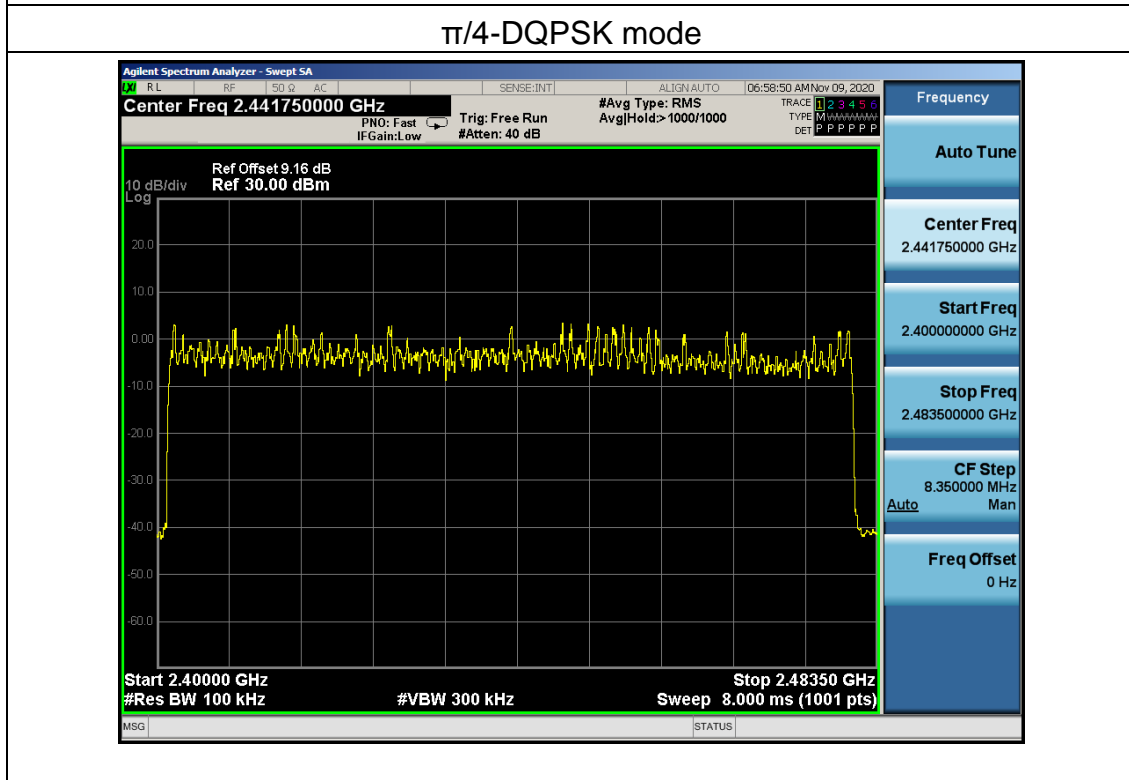 π/4-DQPSK mode
Agilent Spectrum Analyzer - Swept SA
LXI RL RF 50 Ω AC SENSE:INT ALIGN AUTO 06:58:50 AM Nov 09, 2020
Center Freq 2.441750000 GHz
PNO: Fast
IFGain:Low
Trig: Free Run
#Atten: 40 dB
#Avg Type: RMS
Avg|Hold:>1000/1000
TRACE 1 2 3 4 5 6
TYPE M WWWWW
DET P P P P P P
Ref Offset 9.16 dB
10 dB/div Ref 30.00 dBm
Log
20.0
10.0
0.00
-10.0
-20.0
-30.0
-40.0
-50.0
-60.0
Start 2.40000 GHz Stop 2.48350 GHz
#Res BW 100 kHz #VBW 300 kHz Sweep 8.000 ms (1001 pts)
MSG STATUS
Frequency
Auto Tune
Center Freq
2.441750000 GHz
Start Freq
2.400000000 GHz
Stop Freq
2.483500000 GHz
CF Step
8.350000 MHz
Auto Man
Freq Offset
0 Hz